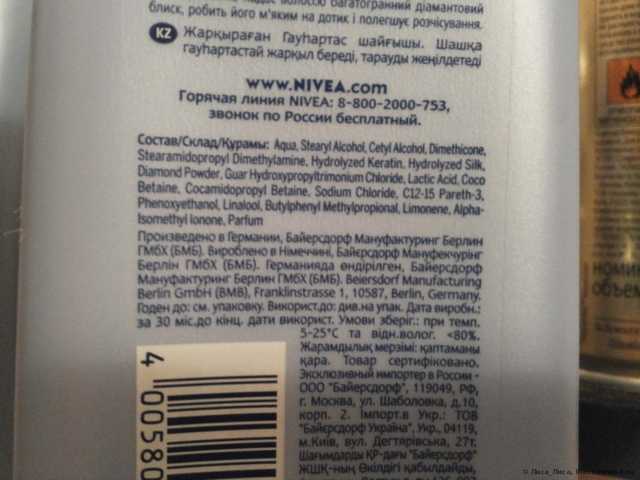 волоссю багатогранний діамантовий
блиск, робить його м'яким на дотик і полегшує розчісування.
KZ Жарқыраған Гауһартас шайғышы. Шашқа
гауһартастай жарқыл береді, тарауды жеңілдетеді
www.NIVEA.com
Горячая линия NIVEA: 8-800-2000-753,
звонок по России бесплатный.
Состав/Склад/Құрамы: Aqua, Stearyl Alcohol, Cetyl Alcohol, Dimethicone,
Stearamidopropyl Dimethylamine, Hydrolyzed Keratin, Hydrolyzed Silk,
Diamond Powder, Guar Hydroxypropyltrimonium Chloride, Lactic Acid, Coco
Betaine, Cocamidopropyl Betaine, Sodium Chloride, C12-15 Pareth-3,
Phenoxyethanol, Linalool, Butylphenyl Methylpropional, Limonene, Alpha-
Isomethyl Ionone, Parfum
Произведено в Германии, Байерсдорф Мануфактуринг Берлин
ГМбХ (БМБ). Вироблено в Німеччині, Байєрсдорф Мануфекчурінг
Берлін ГМбХ (БМБ). Германияда өндірілген, Байерсдорф
Мануфактуринг Берлин ГМбХ (БМБ). Beiersdorf Manufacturing
Berlin GmbH (BMB), Franklinstrasse 1, 10587, Berlin, Germany.
Годен до: см. упаковку. Використ.до: див.на упак. Дата виробн.:
за 30 міс.до кінц. дати використ. Умови зберіг.: при темп.
5-25°C та відн.волог. <80%.
Жарамдылық мерзімі: қаптаманы
қара. Товар сертифіковано.
Эксклюзивный импортер в России -
ООО "Байерсдорф", 119049, РФ,
г. Москва, ул. Шаболовка, д.10,
корп. 2. Імпорт.в Укр.: ТОВ
"Байєрсдорф Україна", Укр., 04119,
м.Київ, вул. Дегтярівська, 27т.
Шағымдарды ҚР-дағы "Байерсдорф"
ЖШҚ-ның Өкілдігі қабылдайды,
4 00580
объем